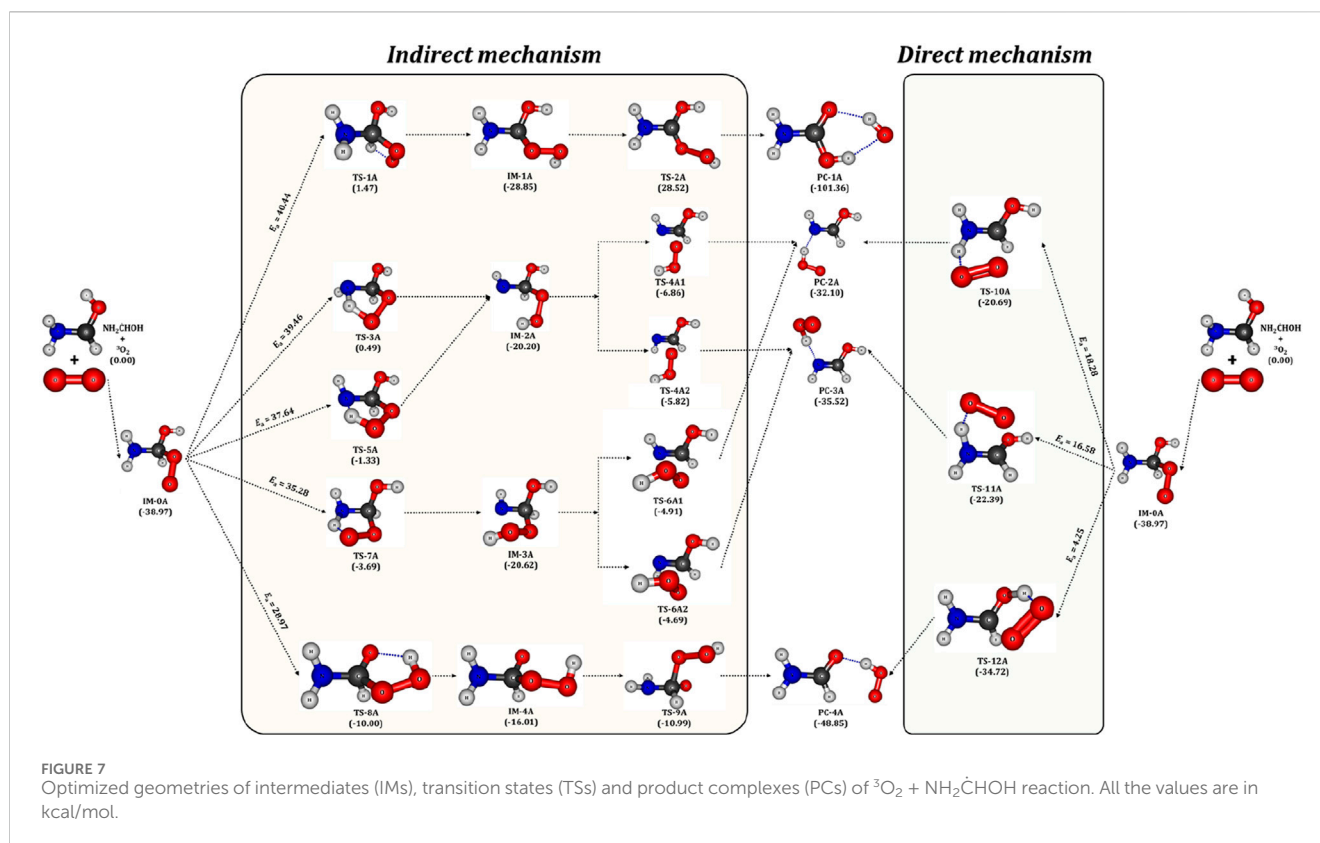 Indirect mechanism
Direct mechanism
TS-1A
(1.47)
IM-1A
(-28.85)
TS-2A
(28.52)
PC-1A
(-101.36)
Eₐ = 40.44
TS-4A1
(-6.86)
PC-2A
(-32.10)
TS-10A
(-20.69)
Eₐ = 39.46
TS-3A
(0.49)
IM-2A
(-20.20)
Eₐ = 18.28
NH₂ĊHOH
+
³O₂
(0.00)
+
NH₂ĊHOH
+
³O₂
(0.00)
+
TS-4A2
(-5.82)
PC-3A
(-35.52)
Eₐ = 37.64
TS-5A
(-1.33)
TS-11A
(-22.39)
Eₐ = 16.58
IM-0A
(-38.97)
IM-0A
(-38.97)
TS-6A1
(-4.91)
Eₐ = 35.28
TS-7A
(-3.69)
IM-3A
(-20.62)
Eₐ = 4.25
TS-6A2
(-4.69)
Eₐ = 28.97
TS-12A
(-34.72)
TS-8A
(-10.00)
IM-4A
(-16.01)
TS-9A
(-10.99)
PC-4A
(-48.85)
FIGURE 7
Optimized geometries of intermediates (IMs), transition states (TSs) and product complexes (PCs) of ³O₂ + NH₂ĊHOH reaction. All the values are in
kcal/mol.